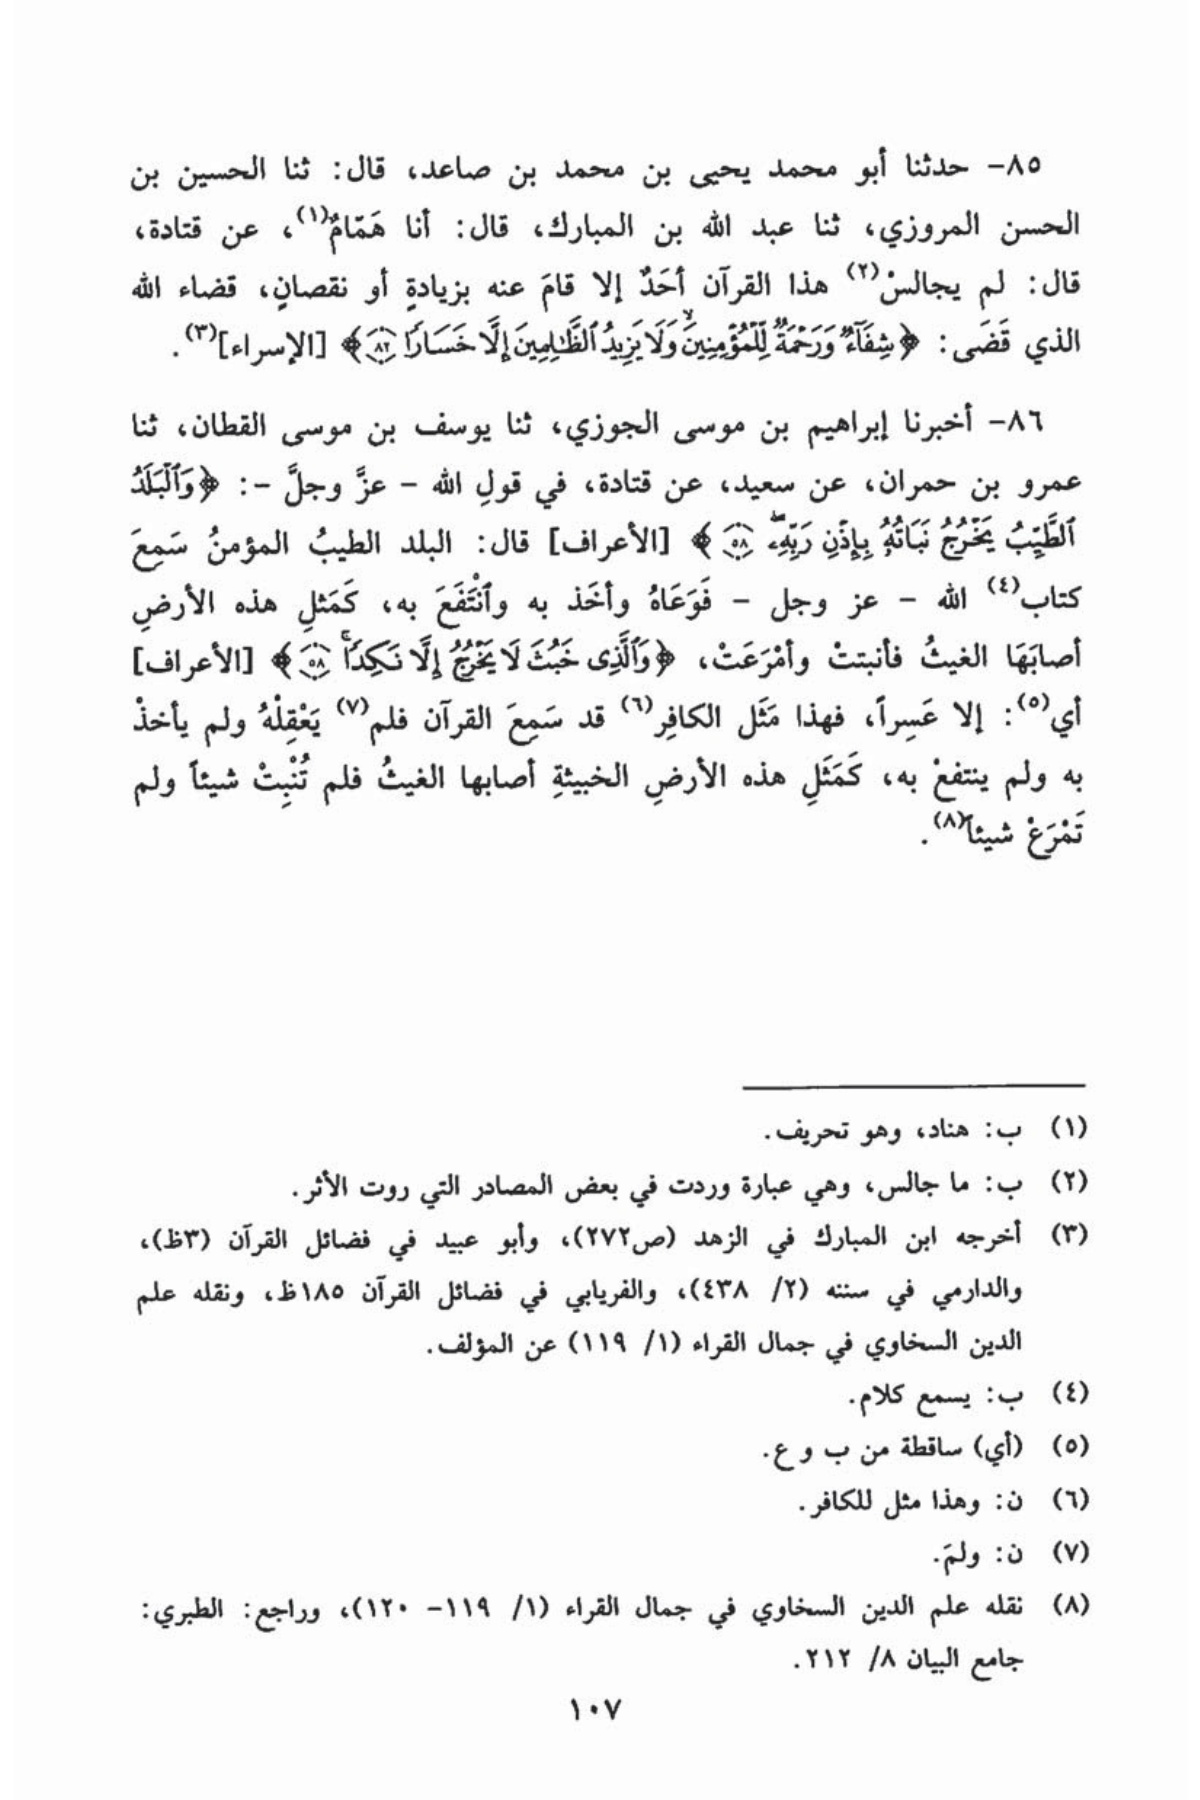 ٨٥- حدثنا أبو محمد يحيى بن محمد بن صاعد، قال: ثنا الحسين بن
الحسن المروزي، ثنا عبد الله بن المبارك، قال: أنا هَمّامٌ(١)، عن قتادة،
قال: لم يجالسْ(٢) هذا القرآن أحَدٌ إلا قامَ عنه بزيادةٍ أو نقصانٍ، قضاء الله
الذي قَضَى: ﴿شِفَآءٌ وَرَحْمَةٌ لِّلْمُؤْمِنِينَۙ وَلَا يَزِيدُ ٱلظَّٰلِمِينَ إِلَّا خَسَارًا ٨٢﴾ [الإسراء](٣).
٨٦- أخبرنا إبراهيم بن موسى الجوزي، ثنا يوسف بن موسى القطان، ثنا
عمرو بن حمران، عن سعيد، عن قتادة، في قولِ الله - عزَّ وجلَّ -: ﴿وَٱلْبَلَدُ
ٱلطَّيِّبُ يَخْرُجُ نَبَاتُهُۥ بِإِذْنِ رَبِّهِۦۖ ٥٨﴾ [الأعراف] قال: البلد الطيبُ المؤمنُ سَمِعَ
كتاب(٤) الله - عز وجل - فَوَعَاهُ وأخَذ به وٱنْتَفَعَ به، كَمَثلِ هذه الأرضِ
أصابَهَا الغيثُ فأنبتتْ وأمْرَعَتْ، ﴿وَٱلَّذِى خَبُثَ لَا يَخْرُجُ إِلَّا نَكِدًاۚ ٥٨﴾ [الأعراف]
أي(٥): إلا عَسِراً، فهذا مَثَل الكافِر(٦) قد سَمِعَ القرآن فلم(٧) يَعْقِلْهُ ولم يأخذْ
به ولم ينتفعْ به، كَمَثَلِ هذه الأرضِ الخبيثةِ أصابها الغيثُ فلم تُنْبِتْ شيئاً ولم
تَمْرَعْ شيئاً(٨).
(١) ب: هناد، وهو تحريف.
(٢) ب: ما جالس، وهي عبارة وردت في بعض المصادر التي روت الأثر.
(٣) أخرجه ابن المبارك في الزهد (ص٢٧٢)، وأبو عبيد في فضائل القرآن (٣ظ)،
والدارمي في سننه (٢/ ٤٣٨)، والفريابي في فضائل القرآن ١٨٥ظ، ونقله علم
الدين السخاوي في جمال القراء (١/ ١١٩) عن المؤلف.
(٤) ب: يسمع كلام.
(٥) (أي) ساقطة من ب و ع.
(٦) ن: وهذا مثل للكافر.
(٧) ن: ولمَ.
(٨) نقله علم الدين السخاوي في جمال القراء (١/ ١١٩- ١٢٠)، وراجع: الطبري:
جامع البيان ٨/ ٢١٢.
١٠٧